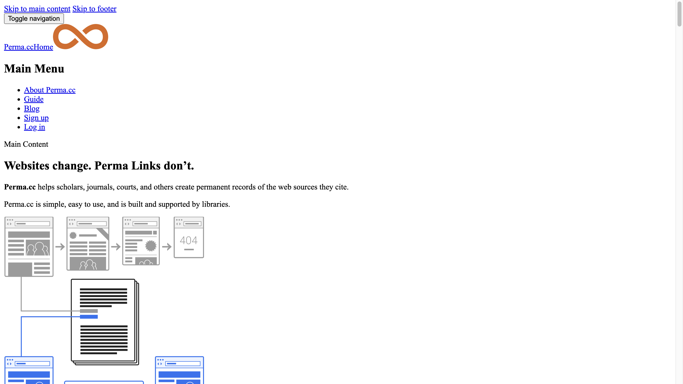 Skip to main content Skip to footer
Toggle navigation
Perma.ccHome
Main Menu
About Perma.cc
Guide
Blog
Sign up
Log in
Main Content
Websites change. Perma Links don’t.
Perma.cc helps scholars, journals, courts, and others create permanent records of the web sources they cite.
Perma.cc is simple, easy to use, and is built and supported by libraries.
404